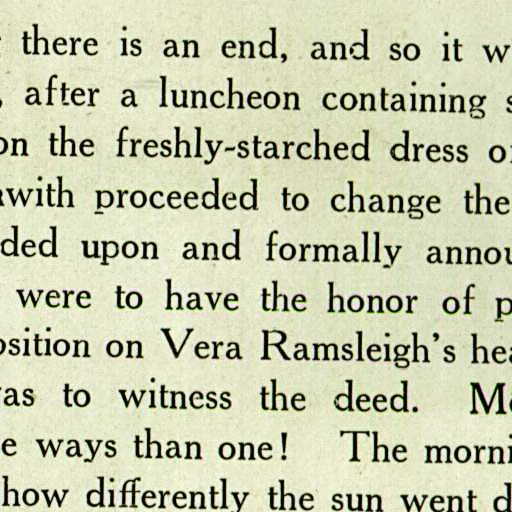 there is an end, and so it w
, after a luncheon containing s
on the freshly-starched dress o
with proceeded to change the
ded upon and formally annou
were to have the honor of p
osition on Vera Ramsleigh's hea
as to witness the deed. Mo
e ways than one! The morni
how differently the sun went d